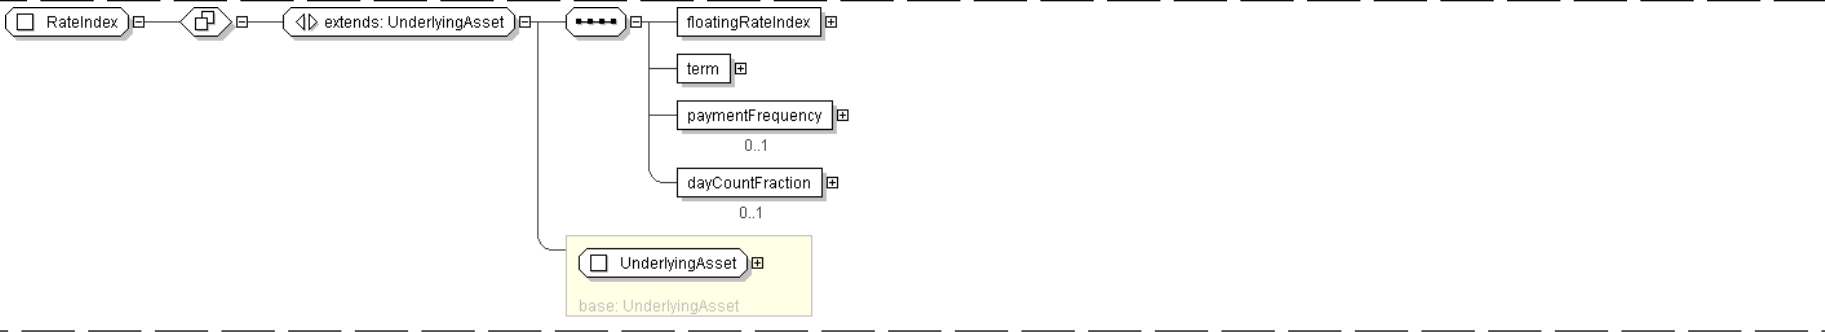 RateIndex
extends: UnderlyingAsset
floatingRateIndex
term
paymentFrequency
0..1
dayCountFraction
0..1
UnderlyingAsset
base: UnderlyingAsset